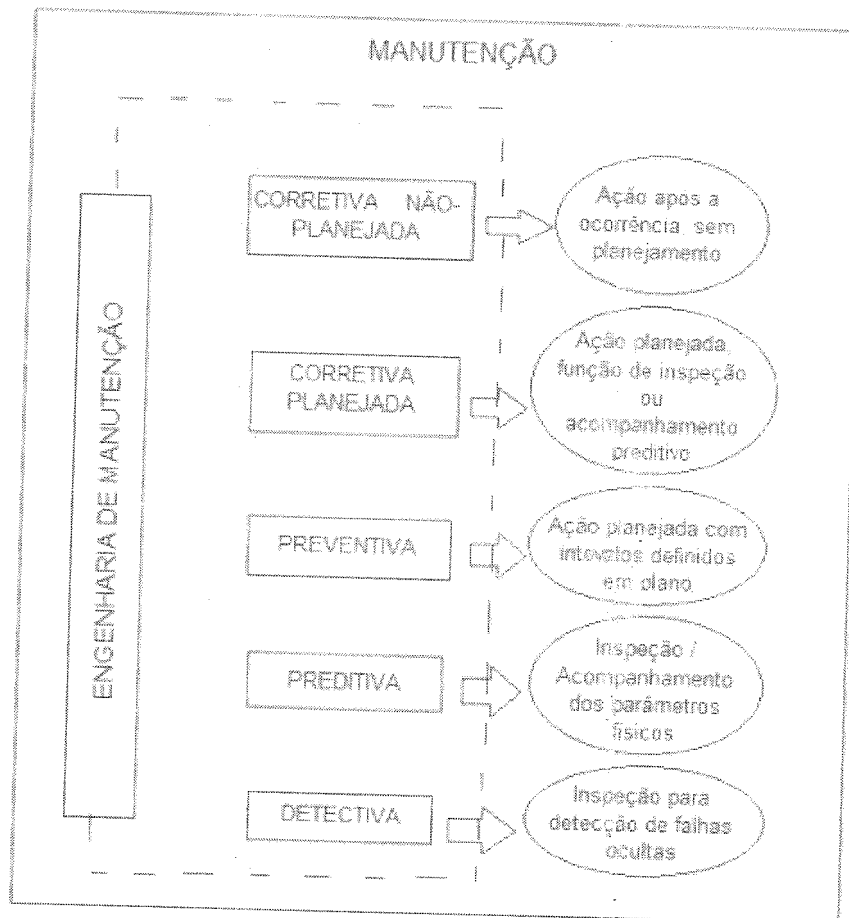 MANUTENÇÃO
ENGENHARIA DE MANUTENÇÃO
CORRETIVA NÃO-
PLANEJADA
Ação apos a
ocorrência sem
planejamento
CORRETIVA
PLANEJADA
Ação planejada,
função de inspeção
ou
acompanhamento
preditivo
PREVENTIVA
Ação planejada com
intevalos definidos
em plano
PREDITIVA
Inspeção /
Acompanhamento
dos parâmetros
físicos
DETECTIVA
Inspeção para
detecção de falhas
ocultas